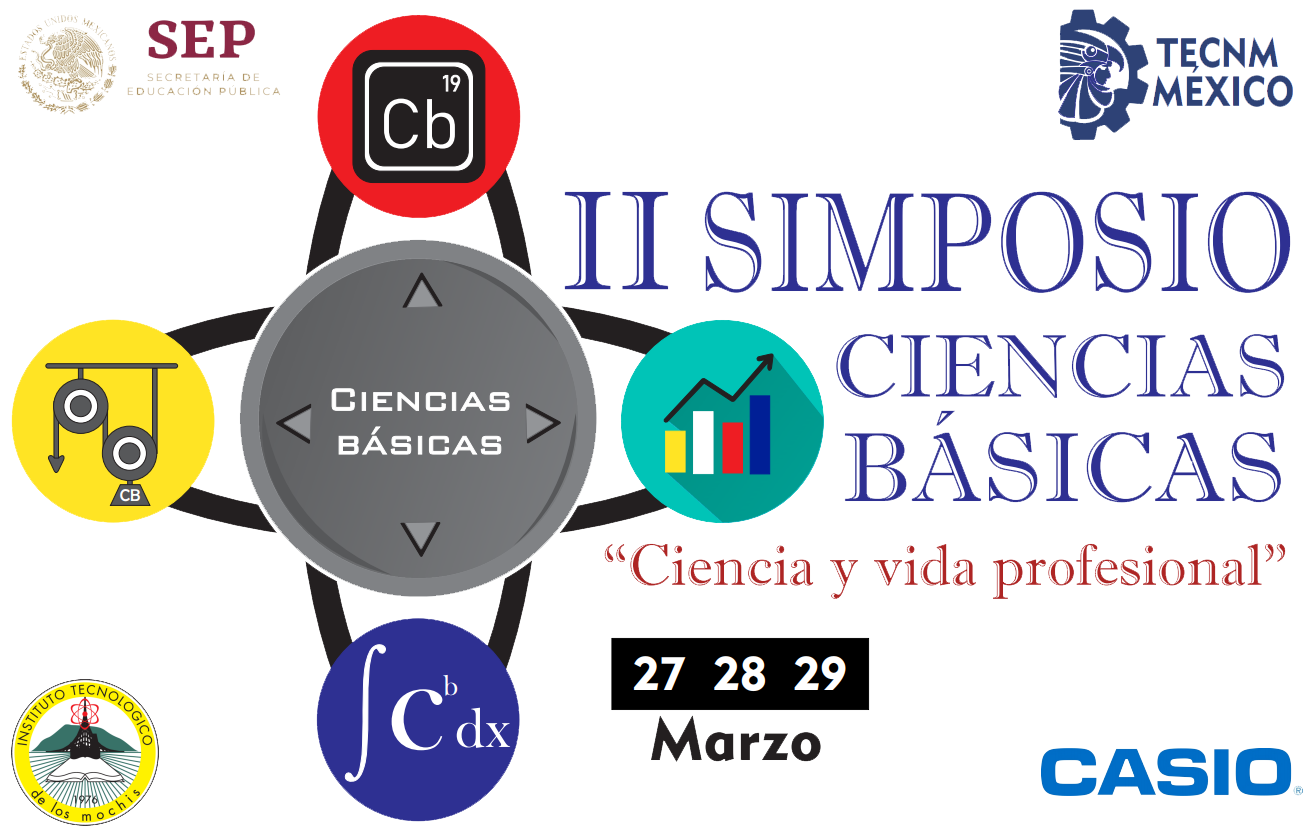 ESTADOS UNIDOS MEXICANOS
SEP
SECRETARÍA DE
EDUCACIÓN PÚBLICA
19
Cb
TECNM
MÉXICO
II SIMPOSIO
CIENCIAS
BÁSICAS
“Ciencia y vida profesional”
CIENCIAS
BÁSICAS
CB
∫ C^b dx
27 28 29
Marzo
INSTITUTO TECNOLOGICO
de los mochis
1976
CASIO®